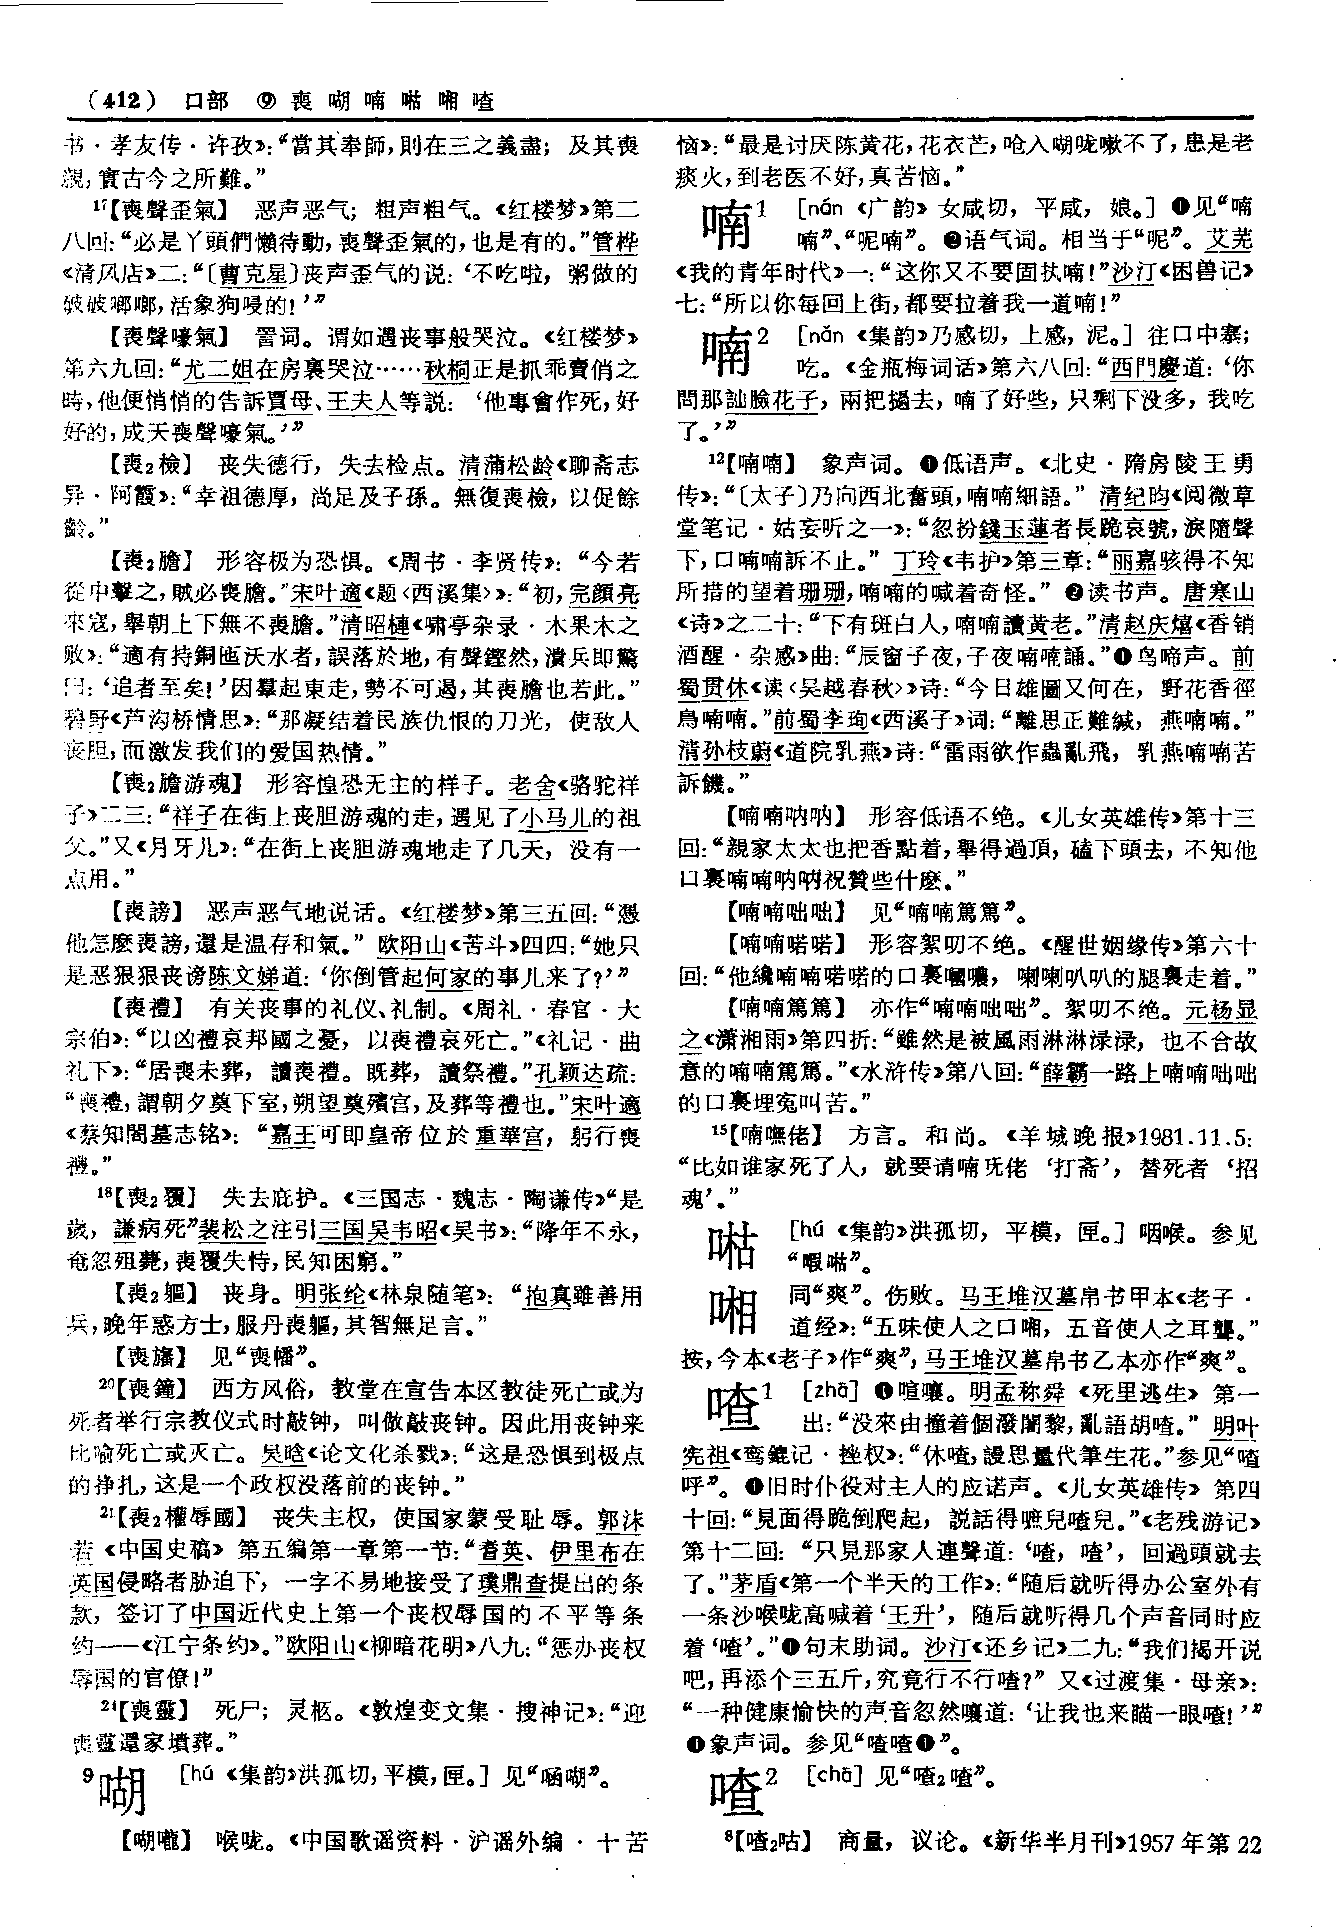 (412) 口部 ⑨ 喪 喖 喃 㗅 㗂 喳
书·孝友传·许孜》:“當其奉師,則在三之義盡; 及其喪
親,實古今之所難。”
17【喪聲歪氣】 恶声恶气; 粗声粗气。《红楼梦》第二
八回:“必是丫頭們懶待動,喪聲歪氣的,也是有的。”管桦
《清风店》二:“〔曹克星〕丧声歪气的说: ‘不吃啦, 粥做的
皷皷啷啷,活象狗㖠的!’”
【喪聲嚎氣】 詈词。谓如遇丧事般哭泣。《红楼梦》
第六九回:“尤二姐在房裏哭泣……秋桐正是抓乖賣俏之
時,他便悄悄的告訴賈母、王夫人等説: ‘他專會作死,好
好的,成天喪聲嚎氣。’”
【喪2檢】 丧失德行, 失去检点。清蒲松龄《聊斋志
异·阿霞》:“幸祖德厚, 尚足及子孫。無復喪檢, 以促餘
齡。”
【喪2膽】 形容极为恐惧。《周书·李贤传》: “今若
從中擊之,賊必喪膽。”宋叶適《题〈西溪集〉》:“初,完顔亮
來寇,舉朝上下無不喪膽。”清昭槤《啸亭杂录·木果木之
败》:“適有持銅匜沃水者,誤落於地,有聲鏗然,潰兵即驚
曰: ‘追者至矣!’因羣起東走,勢不可遏,其喪膽也若此。”
碧野《芦沟桥情思》:“那凝结着民族仇恨的刀光, 使敌人
丧胆,而激发我们的爱国热情。”
【喪2膽游魂】 形容惶恐无主的样子。老舍《骆驼祥
子》二三:“祥子在街上丧胆游魂的走,遇见了小马儿的祖
父。”又《月牙儿》:“在街上丧胆游魂地走了几天, 没有一
点用。”
【喪謗】 恶声恶气地说话。《红楼梦》第三五回:“憑
他怎麽喪謗,還是温存和氣。” 欧阳山《苦斗》四四:“她只
是恶狠狠丧谤陈文娣道: ‘你倒管起何家的事儿来了?’”
【喪禮】 有关丧事的礼仪、礼制。《周礼·春官·大
宗伯》:“以凶禮哀邦國之憂, 以喪禮哀死亡。”《礼记·曲
礼下》:“居喪未葬, 讀喪禮。既葬, 讀祭禮。”孔颖达疏:
“喪禮,謂朝夕奠下室,朔望奠殯宫,及葬等禮也。”宋叶適
《蔡知閤墓志铭》: “嘉王可即皇帝位於重華宫, 躬行喪
禮。”
18【喪2覆】 失去庇护。《三国志·魏志·陶谦传》“是
歲, 謙病死”裴松之注引三国吴韦昭《吴书》:“降年不永,
奄忽殂薨,喪覆失恃,民知困窮。”
【喪2軀】 丧身。明张纶《林泉随笔》: “抱真雖善用
兵,晚年惑方士,服丹喪軀,其智無足言。”
【喪旛】 见“喪幡”。
20【喪鐘】 西方风俗, 教堂在宣告本区教徒死亡或为
死者举行宗教仪式时敲钟, 叫做敲丧钟。因此用丧钟来
比喻死亡或灭亡。吴晗《论文化杀戮》:“这是恐惧到极点
的挣扎,这是一个政权没落前的丧钟。”
21【喪2權辱國】 丧失主权, 使国家蒙受耻辱。郭沫
若《中国史稿》第五编第一章第一节:“耆英、伊里布在
英国侵略者胁迫下, 一字不易地接受了璞鼎查提出的条
款, 签订了中国近代史上第一个丧权辱国的不平等条
约——《江宁条约》。”欧阳山《柳暗花明》八九:“惩办丧权
辱国的官僚!”
24【喪靈】 死尸; 灵柩。《敦煌变文集·搜神记》:“迎
喪靈還家墳葬。”
9喖 [hú 《集韵》洪孤切,平模,匣。] 见“㖤喖”。
【喖嚨】 喉咙。《中国歌谣资料·沪谣外编·十苦
恼》:“最是讨厌陈黄花,花衣芒,呛入喖咙嗽不了,患是老
痰火,到老医不好,真苦恼。”
喃1 [nán 《广韵》女咸切, 平咸, 娘。] ❶见“喃
喃”、“呢喃”。❷语气词。相当于“呢”。艾芜
《我的青年时代》一:“这你又不要固执喃!”沙汀《困兽记》
七:“所以你每回上街,都要拉着我一道喃!”
喃2 [nǎn 《集韵》乃感切, 上感, 泥。] 往口中塞;
吃。《金瓶梅词话》第六八回:“西門慶道: ‘你
問那訕臉花子, 兩把撾去, 喃了好些, 只剩下没多, 我吃
了。’”
12【喃喃】 象声词。❶低语声。《北史·隋房陵王勇
传》:“〔太子〕乃向西北奮頭,喃喃細語。” 清纪昀《阅微草
堂笔记·姑妄听之一》:“忽扮錢玉蓮者長跪哀號,淚隨聲
下,口喃喃訴不止。” 丁玲《韦护》第三章:“丽嘉骇得不知
所措的望着珊珊,喃喃的喊着奇怪。” ❷读书声。唐寒山
《诗》之二十:“下有斑白人,喃喃讀黄老。”清赵庆熺《香销
酒醒·杂感》曲:“辰窗子夜,子夜喃喃誦。”❸鸟啼声。前
蜀贯休《读〈吴越春秋〉》诗:“今日雄圖又何在, 野花香徑
鳥喃喃。”前蜀李珣《西溪子》词:“離思正難緘, 燕喃喃。”
清孙枝蔚《道院乳燕》诗:“雷雨欲作蟲亂飛, 乳燕喃喃苦
訴饑。”
【喃喃呐呐】 形容低语不绝。《儿女英雄传》第十三
回:“親家太太也把香點着,舉得過頂, 磕下頭去, 不知他
口裏喃喃呐呐祝贊些什麽。”
【喃喃咄咄】 见“喃喃篤篤”。
【喃喃喏喏】 形容絮叨不绝。《醒世姻缘传》第六十
回:“他纔喃喃喏喏的口裏嘓噥, 喇喇叭叭的腿裏走着。”
【喃喃篤篤】 亦作“喃喃咄咄”。絮叨不绝。元杨显
之《潇湘雨》第四折:“雖然是被風雨淋淋渌渌, 也不合故
意的喃喃篤篤。”《水浒传》第八回:“薛霸一路上喃喃咄咄
的口裏埋冤叫苦。”
15【喃嘸佬】 方言。和尚。《羊城晚报》1981.11.5:
“比如谁家死了人, 就要请喃呒佬 ‘打斋’, 替死者 ‘招
魂’。”
㗅 [hú 《集韵》洪孤切, 平模, 匣。] 咽喉。参见
“㗇㗅”。
㗂 同“爽”。伤败。马王堆汉墓帛书甲本《老子·
道经》:“五味使人之口㗂, 五音使人之耳聾。”
按,今本《老子》作“爽”,马王堆汉墓帛书乙本亦作“爽”。
喳1 [zhā] ❶喧嚷。明孟称舜《死里逃生》第一
出:“没來由撞着個潑闍黎,亂語胡喳。” 明叶
宪祖《鸾鎞记·挫权》:“休喳,謾思量代筆生花。”参见“喳
呼”。❷旧时仆役对主人的应诺声。《儿女英雄传》第四
十回:“見面得跪倒爬起, 説話得嗻兒喳兒。”《老残游记》
第十二回: “只見那家人連聲道: ‘喳, 喳’, 回過頭就去
了。”茅盾《第一个半天的工作》:“随后就听得办公室外有
一条沙喉咙高喊着‘王升’, 随后就听得几个声音同时应
着‘喳’。”❸句末助词。沙汀《还乡记》二九:“我们揭开说
吧,再添个三五斤,究竟行不行喳?” 又《过渡集·母亲》:
“一种健康愉快的声音忽然嚷道: ‘让我也来瞄一眼喳!’”
❹象声词。参见“喳喳❶”。
喳2 [chā] 见“喳2喳”。
8【喳2咕】 商量, 议论。《新华半月刊》1957年第22